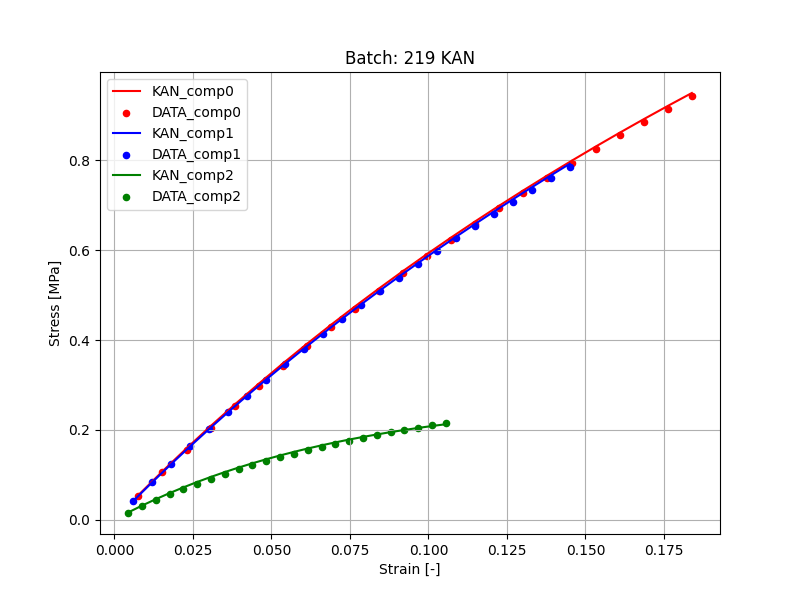 Batch: 219 KAN
KAN_comp0
DATA_comp0
KAN_comp1
DATA_comp1
KAN_comp2
DATA_comp2
0.8
0.6
0.4
0.2
0.0
Stress [MPa]
0.000 0.025 0.050 0.075 0.100 0.125 0.150 0.175
Strain [-]